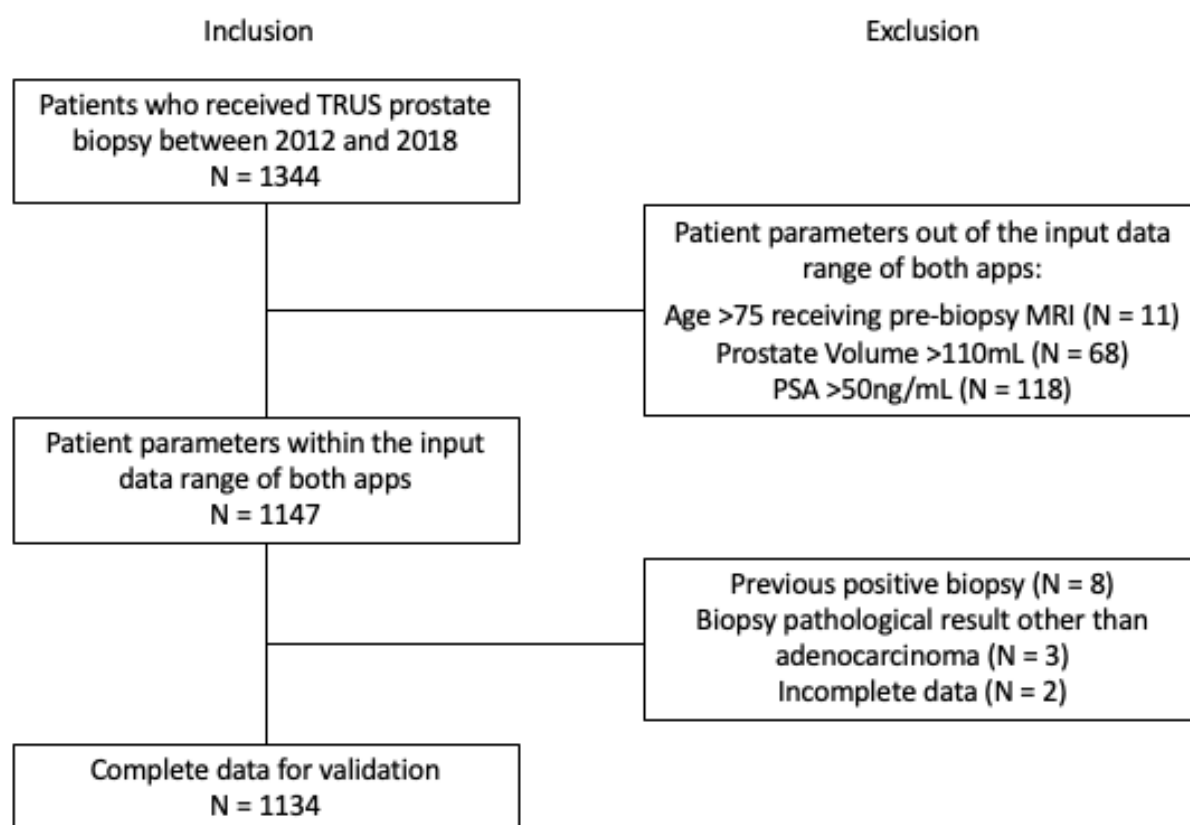 Inclusion
Exclusion
Patients who received TRUS prostate
biopsy between 2012 and 2018
N = 1344
Patient parameters out of the input data
range of both apps:
Age >75 receiving pre-biopsy MRI (N = 11)
Prostate Volume >110mL (N = 68)
PSA >50ng/mL (N = 118)
Patient parameters within the input
data range of both apps
N = 1147
Previous positive biopsy (N = 8)
Biopsy pathological result other than
adenocarcinoma (N = 3)
Incomplete data (N = 2)
Complete data for validation
N = 1134